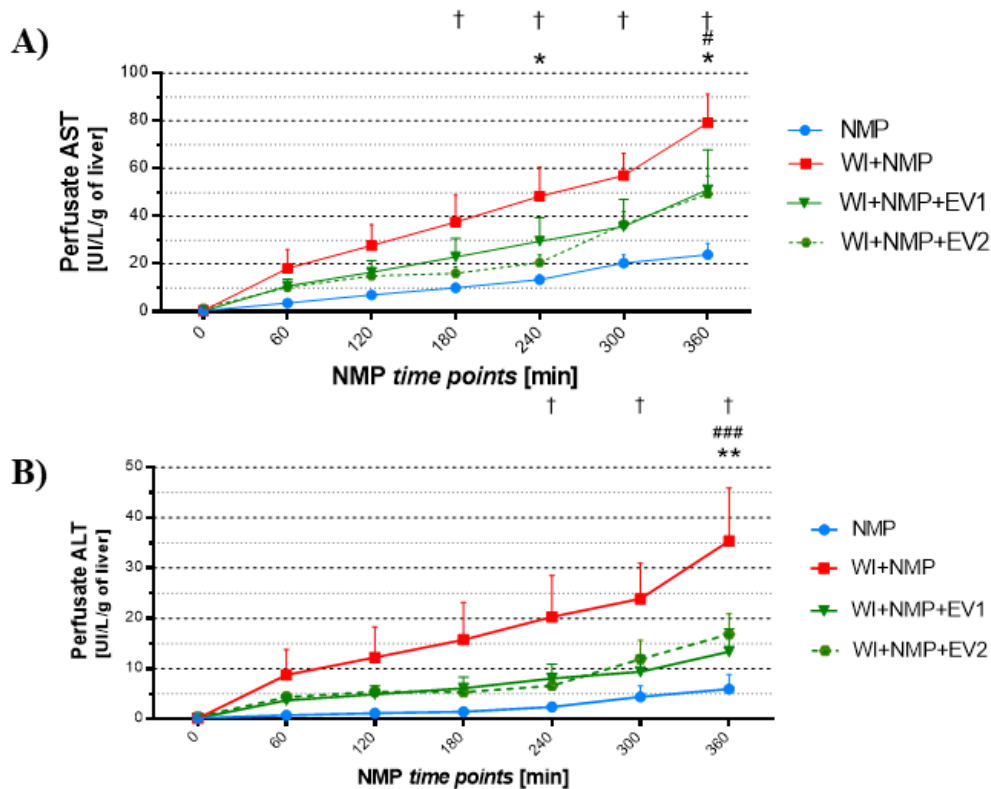 A)
† † † †
#
* *
Perfusate AST
[UI/L/g of liver]
100
80
60
40
20
0
0 60 120 180 240 300 360
NMP time points [min]
NMP
WI+NMP
WI+NMP+EV1
WI+NMP+EV2
B)
† † †
###
**
Perfusate ALT
[UI/L/g of liver]
50
40
30
20
10
0
0 60 120 180 240 300 360
NMP time points [min]
NMP
WI+NMP
WI+NMP+EV1
WI+NMP+EV2